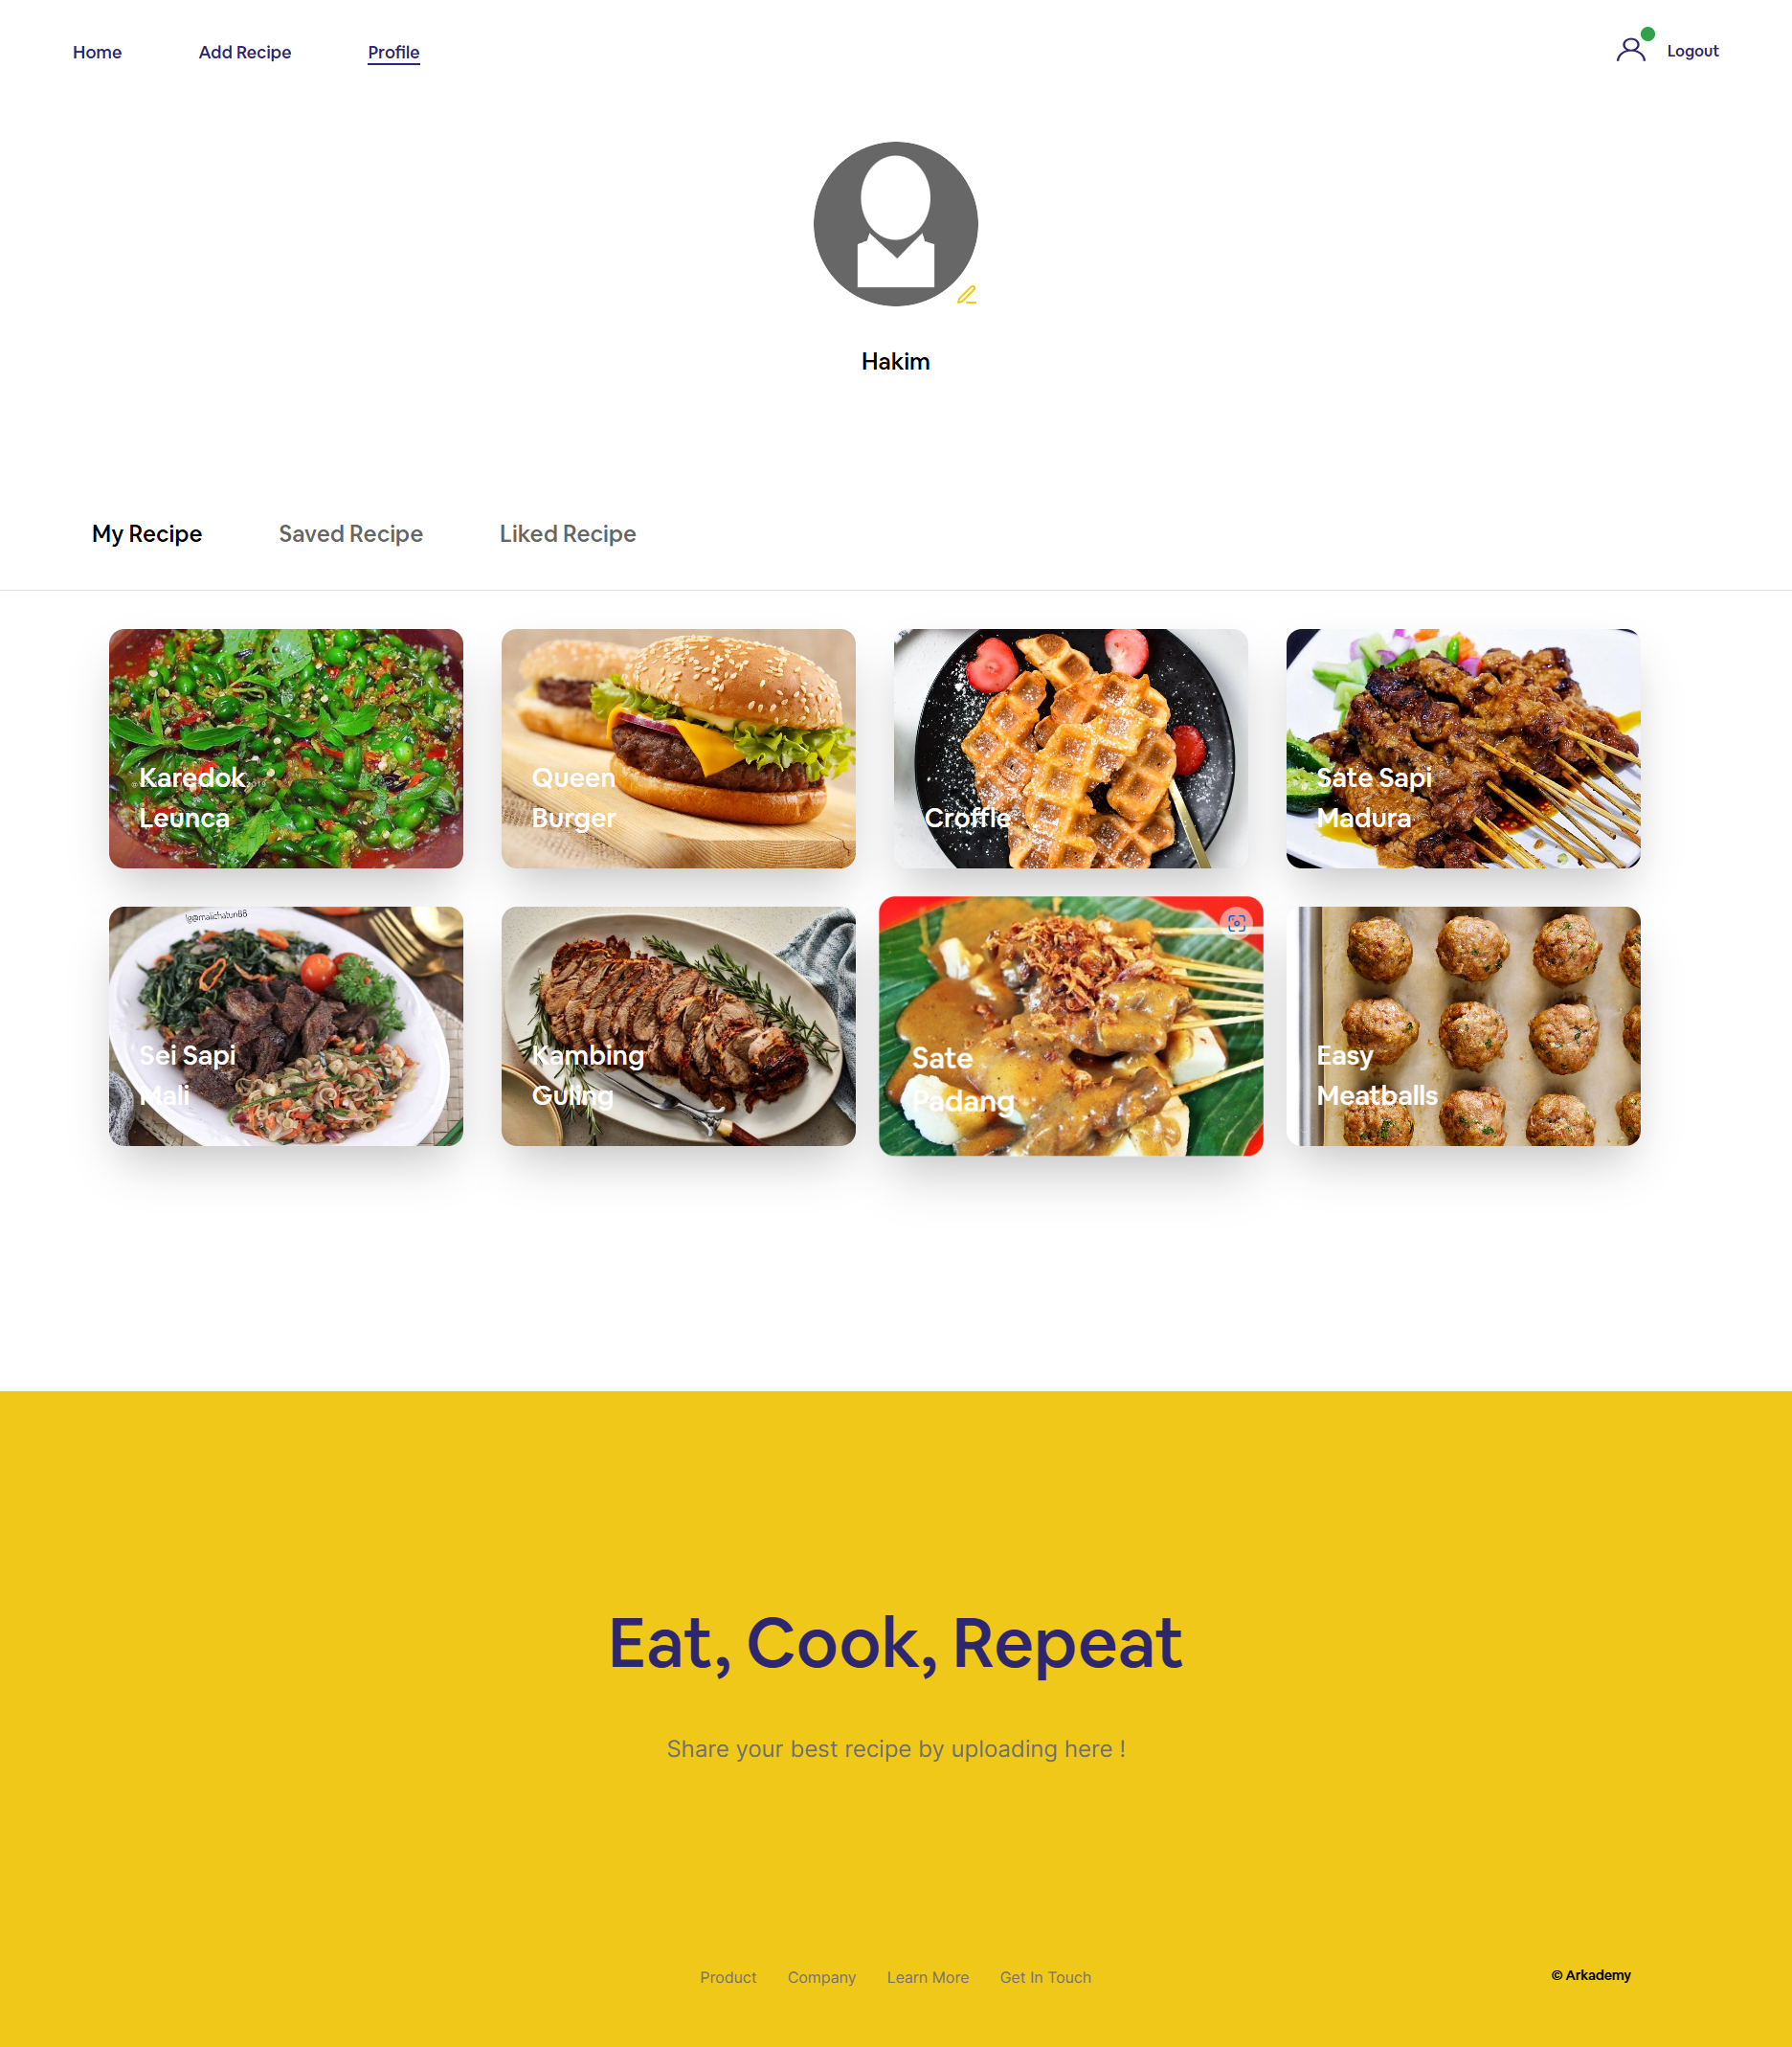 Home
Add Recipe
Profile
Logout
Hakim
My Recipe
Saved Recipe
Liked Recipe
Karedok
Leunca
Queen
Burger
Croffle
Sate Sapi
Madura
Sei Sapi
Mali
Kambing
Guling
Sate
Padang
Easy
Meatballs
Eat, Cook, Repeat
Share your best recipe by uploading here !
Product
Company
Learn More
Get In Touch
© Arkademy